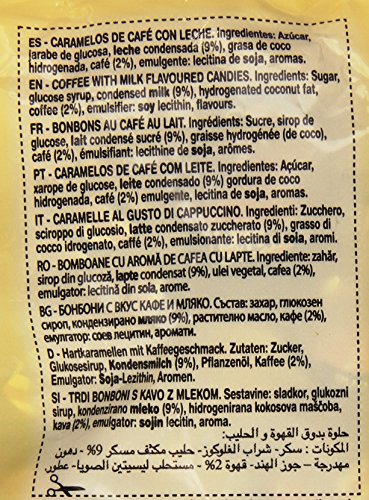 ES - CARAMELOS DE CAFÉ CON LECHE. Ingredientes: Azúcar,
jarabe de glucosa, leche condensada (9%), grasa de coco
hidrogenada, café (2%), emulgente: lecitina de soja, aromas.
EN - COFFEE WITH MILK FLAVOURED CANDIES. Ingredients: Sugar,
glucose syrup, condensed milk (9%), hydrogenated coconut fat,
coffee (2%), emulsifier: soy lecithin, flavours.
FR - BONBONS AU CAFÉ AU LAIT. Ingrédients: Sucre, sirop de
glucose, lait condensé sucré (9%), graisse hydrogénée (de coco),
café (2%), émulsifiant: lecithine de soja, arômes.
PT - CARAMELOS DE CAFÉ COM LEITE. Ingredientes: Açúcar,
xarope de glucose, leite condensado (9%) gordura de coco
hidrogenada, café (2%), emulgente: lecitina de soja, aromas.
IT - CARAMELLE AL GUSTO DI CAPPUCCINO. Ingredienti: Zucchero,
sciroppo di glucosio, latte condensato zuccherato (9%), grasso di
cocco idrogenato, caffè (2%), emulsionante: lecitina di soia, aromi.
RO - BOMBOANE CU AROMĂ DE CAFEA CU LAPTE. Ingrediente: zahăr,
sirop din glucoză, lapte condensat (9%), ulei vegetal, cafea (2%),
emulgator: lecitină din sola, arome.
BG - БОНБОНИ С ВКУС КАФЕ И МЛЯКО. Състав: захар, глюкозен
сироп, кондензирано мляко (9%), растително масло, кафе (2%),
емулгатор: соев лецитин, аромати.
D - Hartkaramellen mit Kaffeegeschmack. Zutaten: Zucker,
Glukosesirup, Kondensmilch (9%), Pflanzenöl, Kaffee (2%),
Emulgator: Soja-Lezithin, Aromen.
SI - TRDI BONBONI S KAVO Z MLEKOM. Sestavine: sladkor, glukozni
sirup, kondenzirano mleko (9%), hidrogenirana kokosova maščoba,
kava (2%), emulgator: sojin lecitin, aroma.
حلوة بذوق القهوة و الحليب:
المكونات : سكر- شراب الغلوكوز- حليب مكثف مسكر 9% - دهون
مهدرجة - جوز الهند- قهوة 2% - مستحلب ليسيتين الصويا- عطور